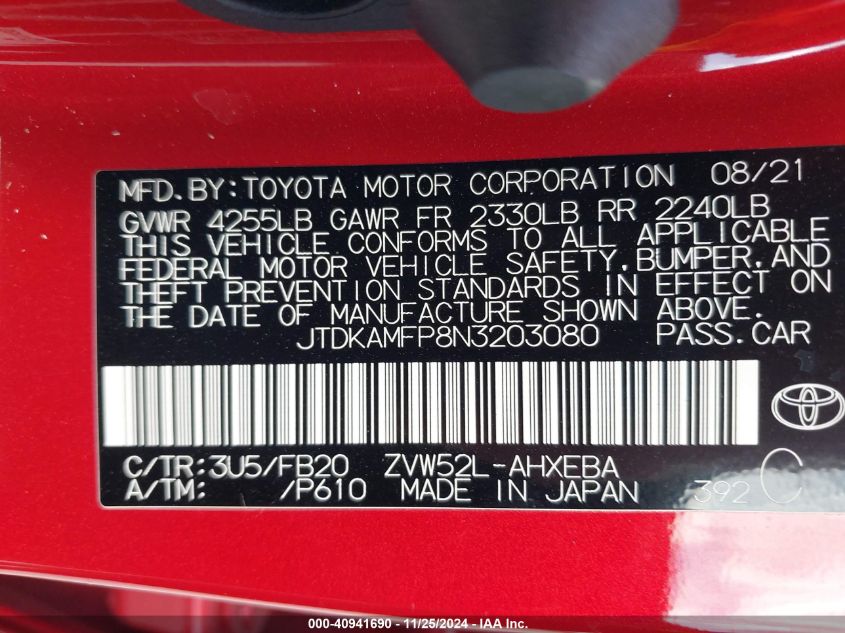 MFD.BY:TOYOTA MOTOR CORPORATION 08/21
GVWR 4255LB GAWR FR 2330LB RR 2240LB
THIS VEHICLE CONFORMS TO ALL APPLICABLE
FEDERAL MOTOR VEHICLE SAFETY,BUMPER,AND
THEFT PREVENTION STANDARDS IN EFFECT ON
THE DATE OF MANUFACTURE SHOWN ABOVE.
JTDKAMFP8N3203080 PASS.CAR
C/TR:3U5/FB20 ZVW52L-AHXEBA
A/TM: /P610 MADE IN JAPAN 392 C
000-40941690 - 11/25/2024 - IAA Inc.